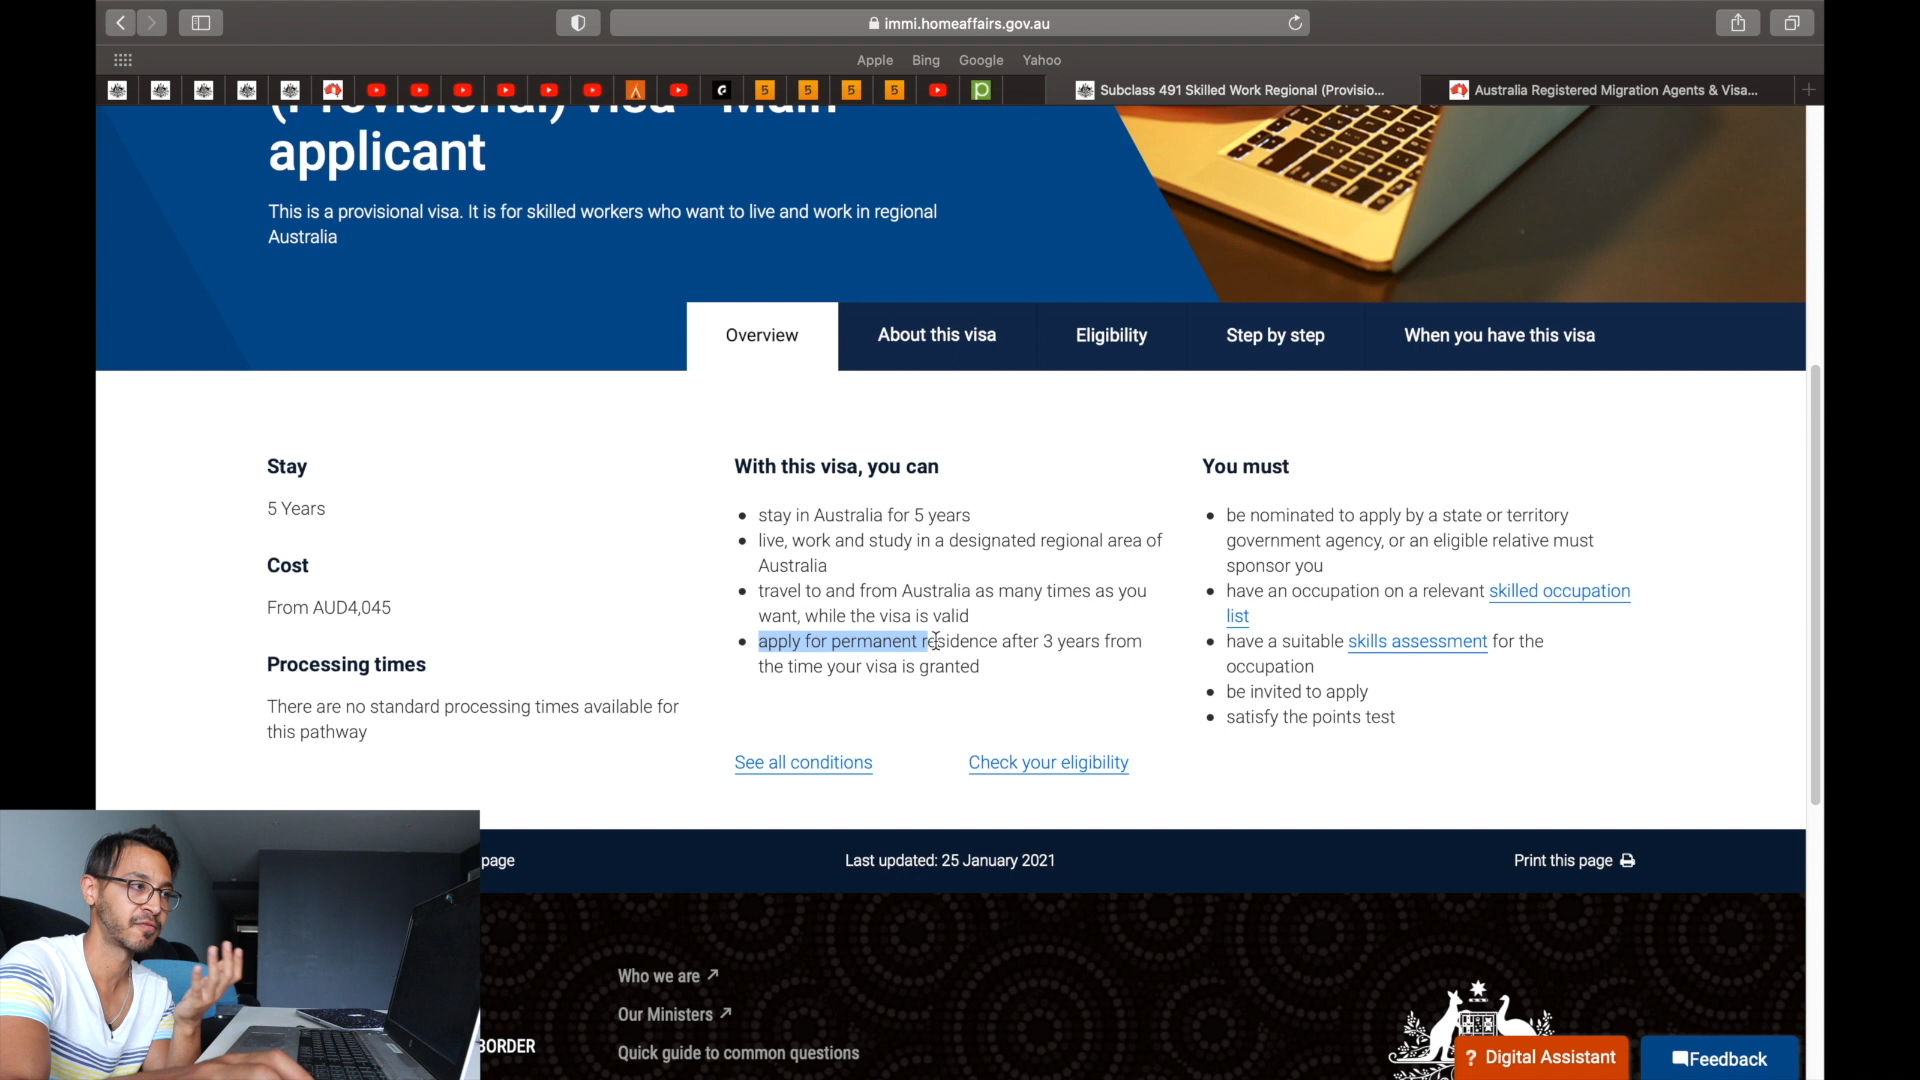 immi.homeaffairs.gov.au
Apple Bing Google Yahoo
5 5 5 5
Subclass 491 Skilled Work Regional (Provisio...
Australia Registered Migration Agents & Visa...
(Provisional) visa - Main
applicant
This is a provisional visa. It is for skilled workers who want to live and work in regional
Australia
Overview
About this visa
Eligibility
Step by step
When you have this visa
Stay
5 Years
Cost
From AUD4,045
Processing times
There are no standard processing times available for
this pathway
With this visa, you can
stay in Australia for 5 years
live, work and study in a designated regional area of
Australia
travel to and from Australia as many times as you
want, while the visa is valid
apply for permanent residence after 3 years from
the time your visa is granted
See all conditions
Check your eligibility
You must
be nominated to apply by a state or territory
government agency, or an eligible relative must
sponsor you
have an occupation on a relevant skilled occupation
list
have a suitable skills assessment for the
occupation
be invited to apply
satisfy the points test
page
Last updated: 25 January 2021
Print this page
Who we are
Our Ministers
BORDER
Quick guide to common questions
? Digital Assistant
Feedback